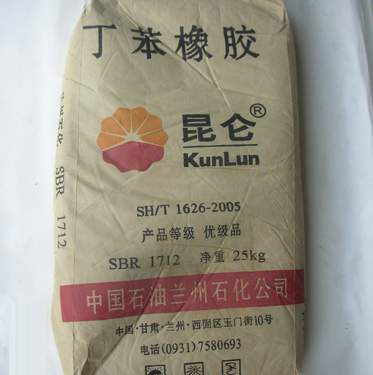 丁苯橡胶
昆仑®
KunLun
SH/T 1626-2005
产品等级 优级品
SBR 1712 净重 25kg
中国石油兰州石化公司
中国·甘肃·兰州·西固区玉门街10号
电话(0931)7580693
SBR 1712